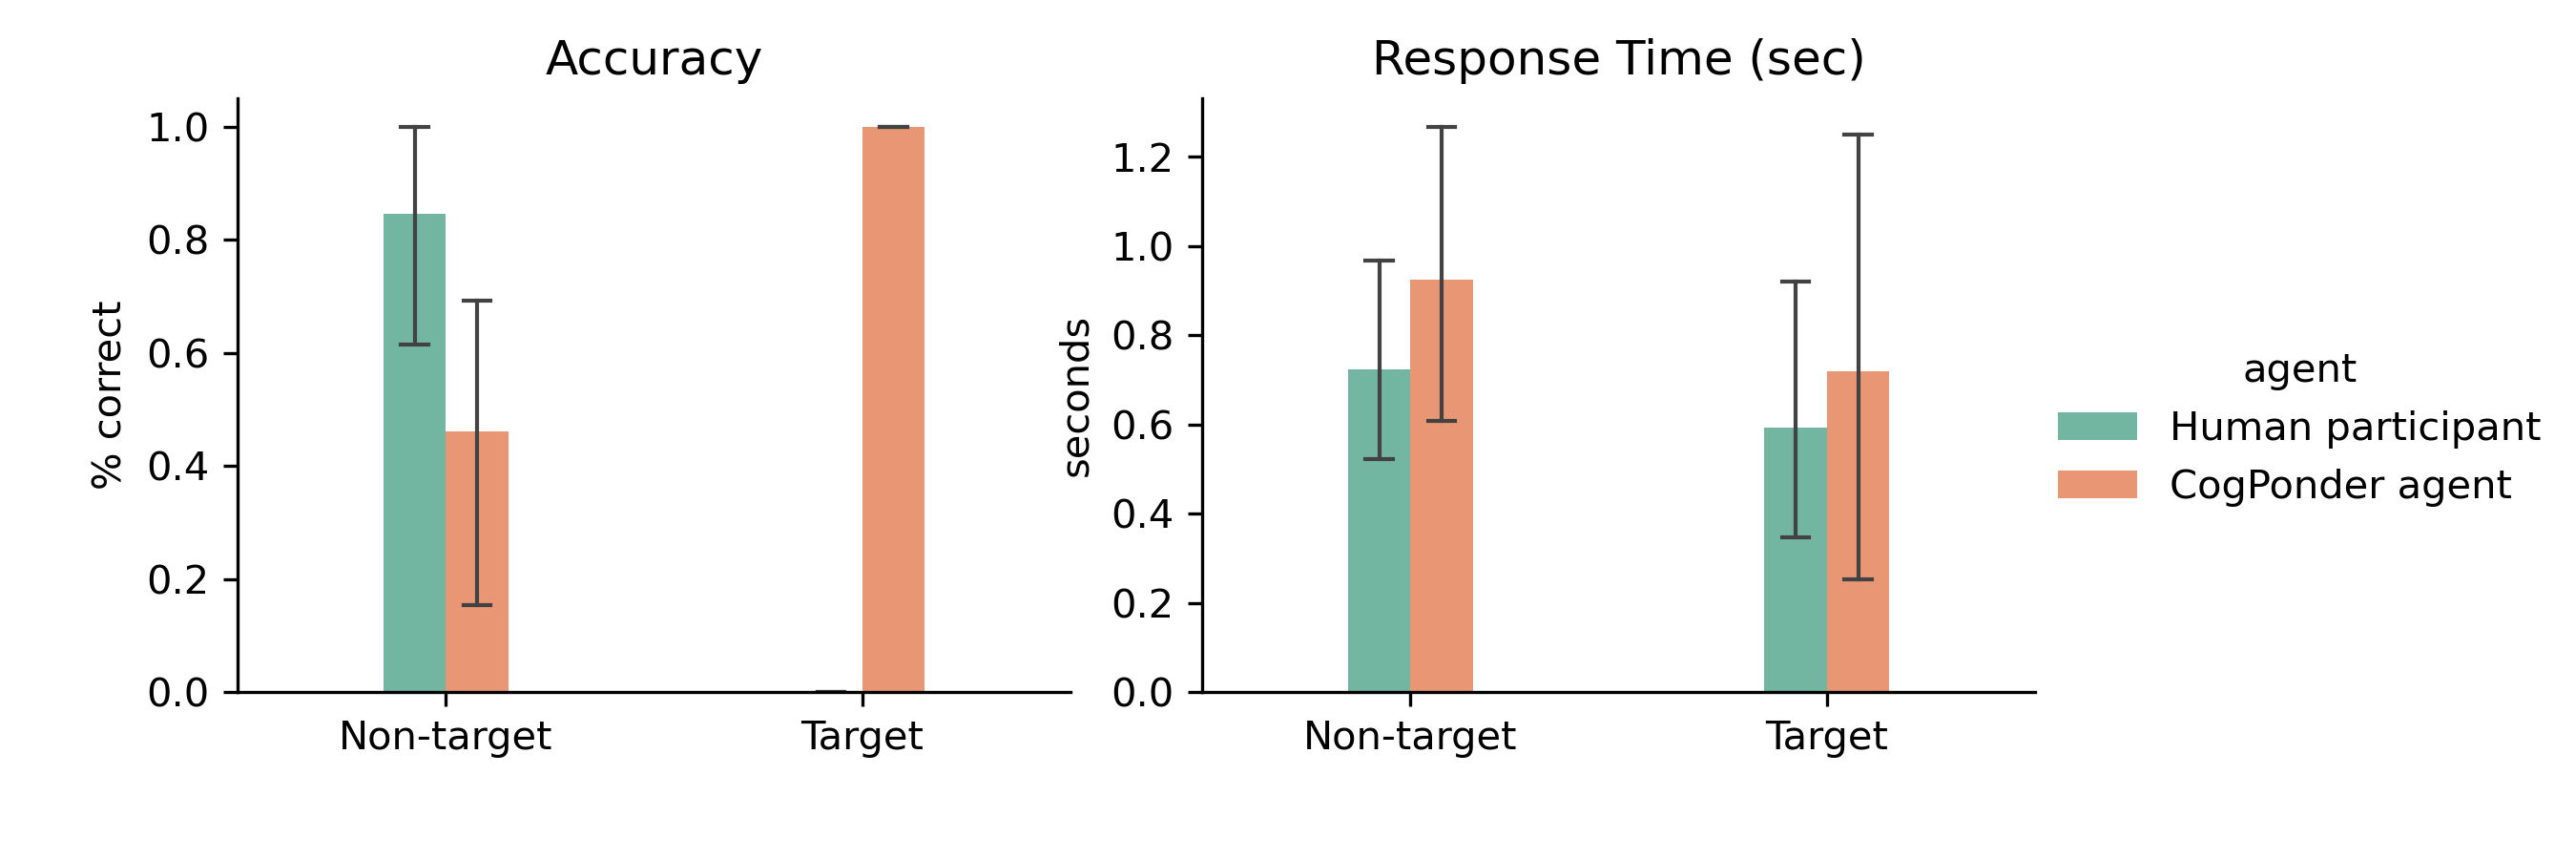 Accuracy
% correct
1.0
0.8
0.6
0.4
0.2
0.0
Non-target
Target
Response Time (sec)
seconds
1.2
1.0
0.8
0.6
0.4
0.2
0.0
Non-target
Target
agent
Human participant
CogPonder agent